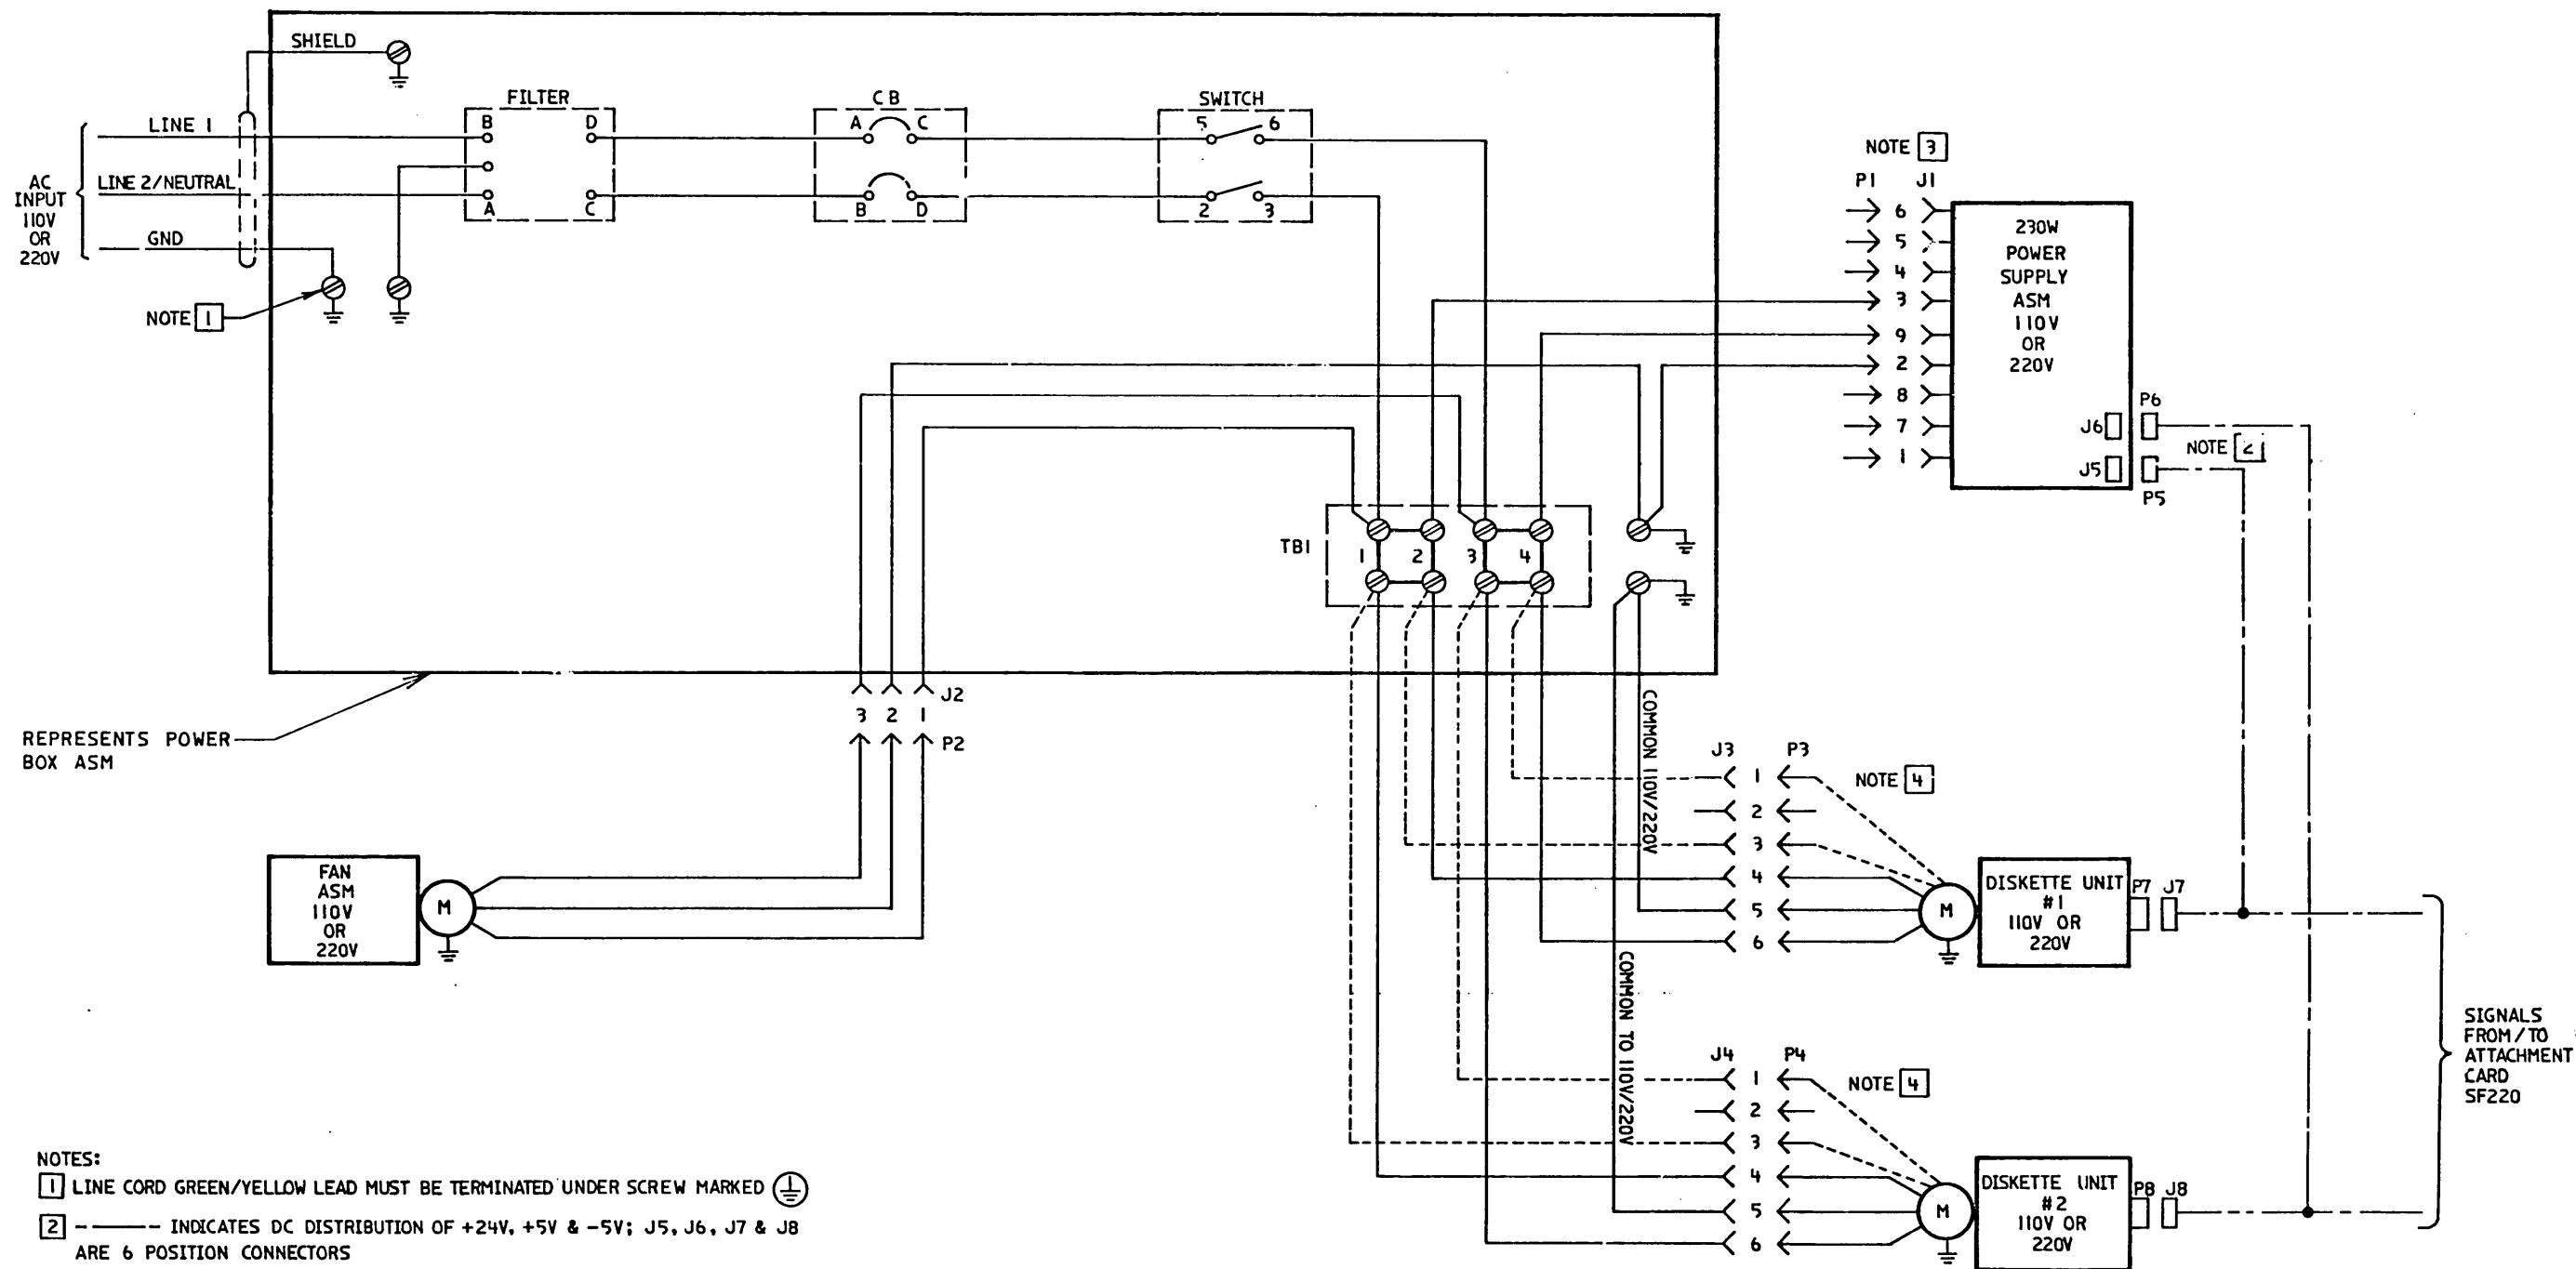 SHIELD
FILTER
CB
SWITCH
LINE 1
B D
A C
5 6
LINE 2/NEUTRAL
A C
B D
2 3
GND
AC
INPUT
110V
OR
220V
NOTE 1
NOTE 3
P1 J1
6
5
4
3
9
2
8
7
1
230W
POWER
SUPPLY
ASM
110V
OR
220V
J6
P6
J5
P5
NOTE 2
TB1
1 2 3 4
J2
3 2 1
P2
REPRESENTS POWER
BOX ASM
COMMON 110V/220V
COMMON TO 110V/220V
FAN
ASM
110V
OR
220V
M
J3 P3
1
2
3
4
5
6
NOTE 4
M
DISKETTE UNIT
#1
110V OR
220V
P7 J7
J4 P4
1
2
3
4
5
6
NOTE 4
M
DISKETTE UNIT
#2
110V OR
220V
P8 J8
SIGNALS
FROM/TO
ATTACHMENT
CARD
SF220
NOTES:
1 LINE CORD GREEN/YELLOW LEAD MUST BE TERMINATED UNDER SCREW MARKED
2 - —— - INDICATES DC DISTRIBUTION OF +24V, +5V & -5V; J5, J6, J7 & J8
ARE 6 POSITION CONNECTORS